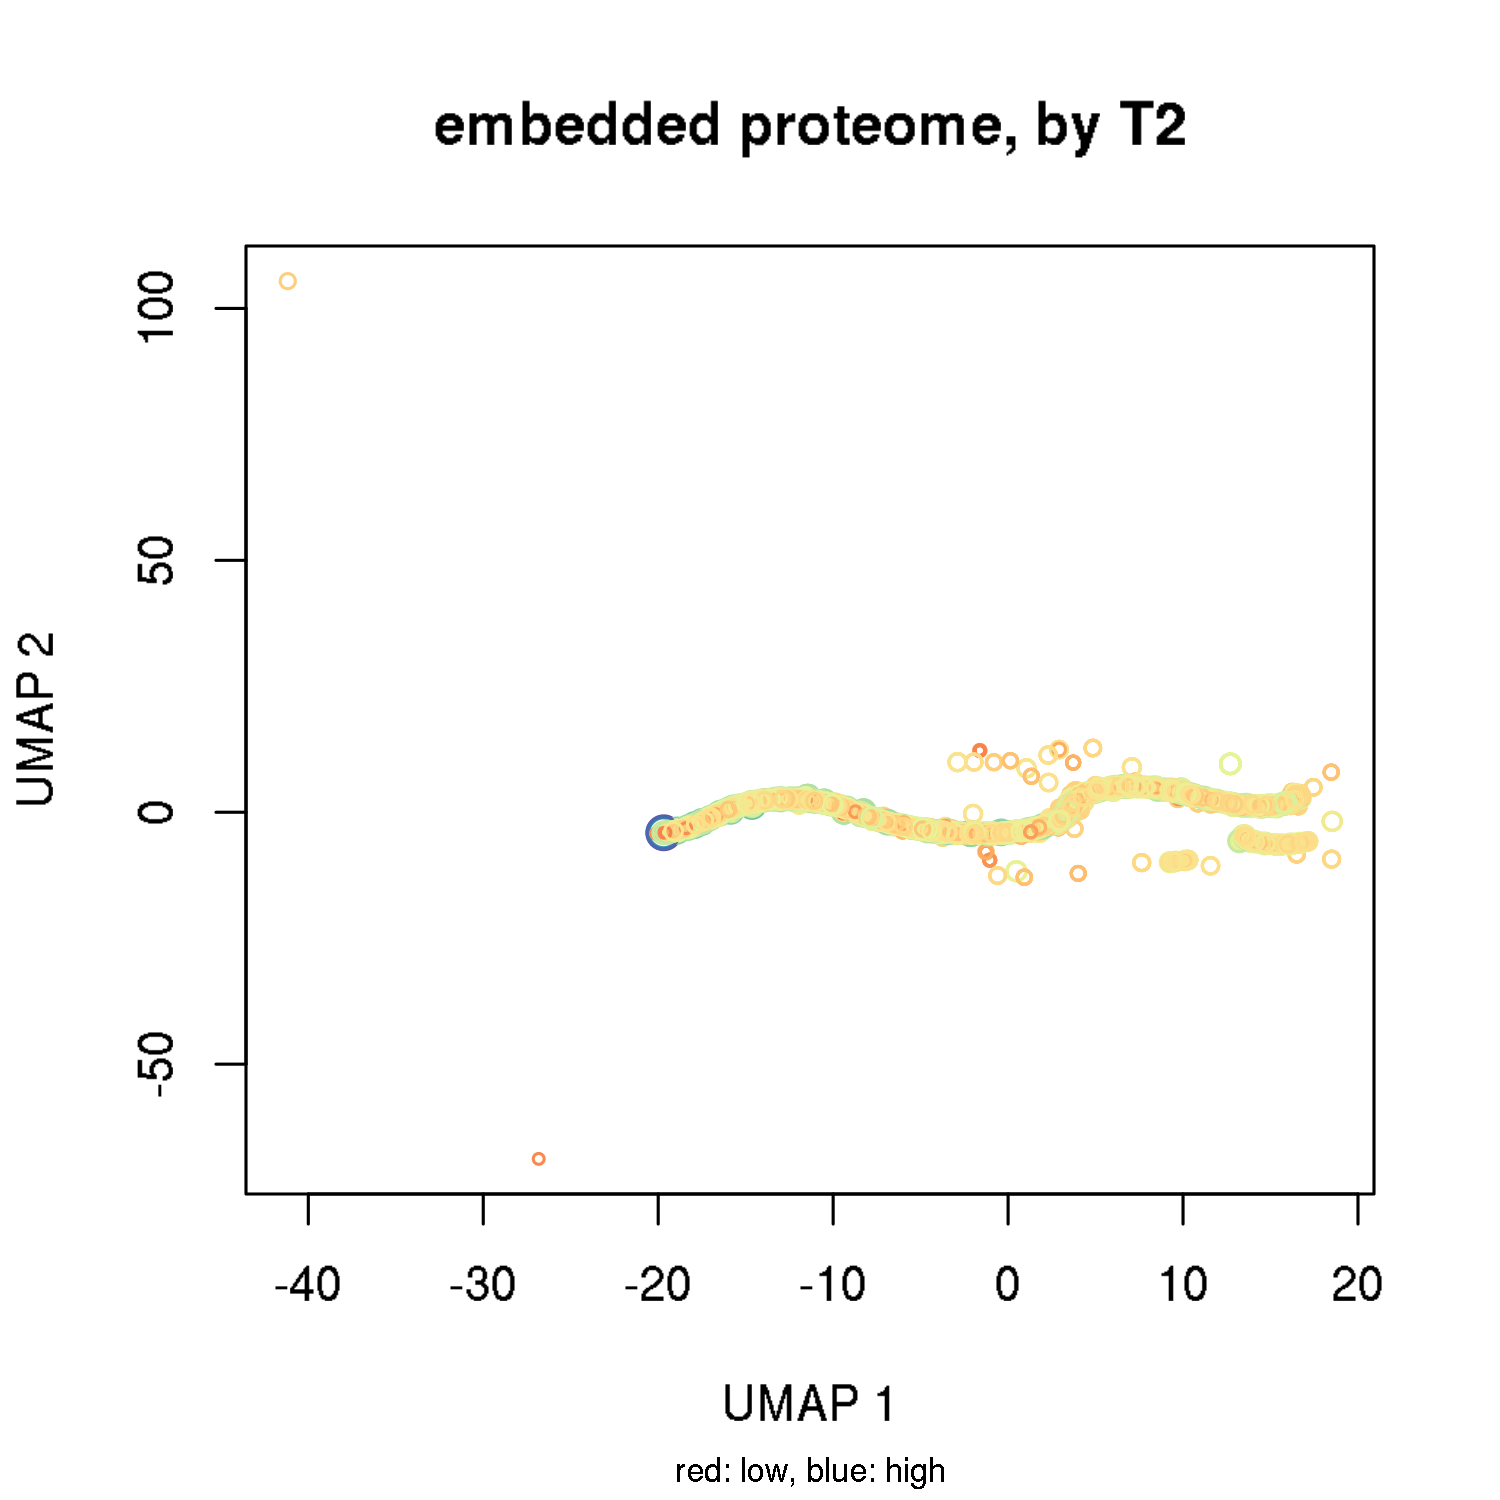 embedded proteome, by T2
UMAP 2
100
50
0
-50
-40 -30 -20 -10 0 10 20
UMAP 1
red: low, blue: high